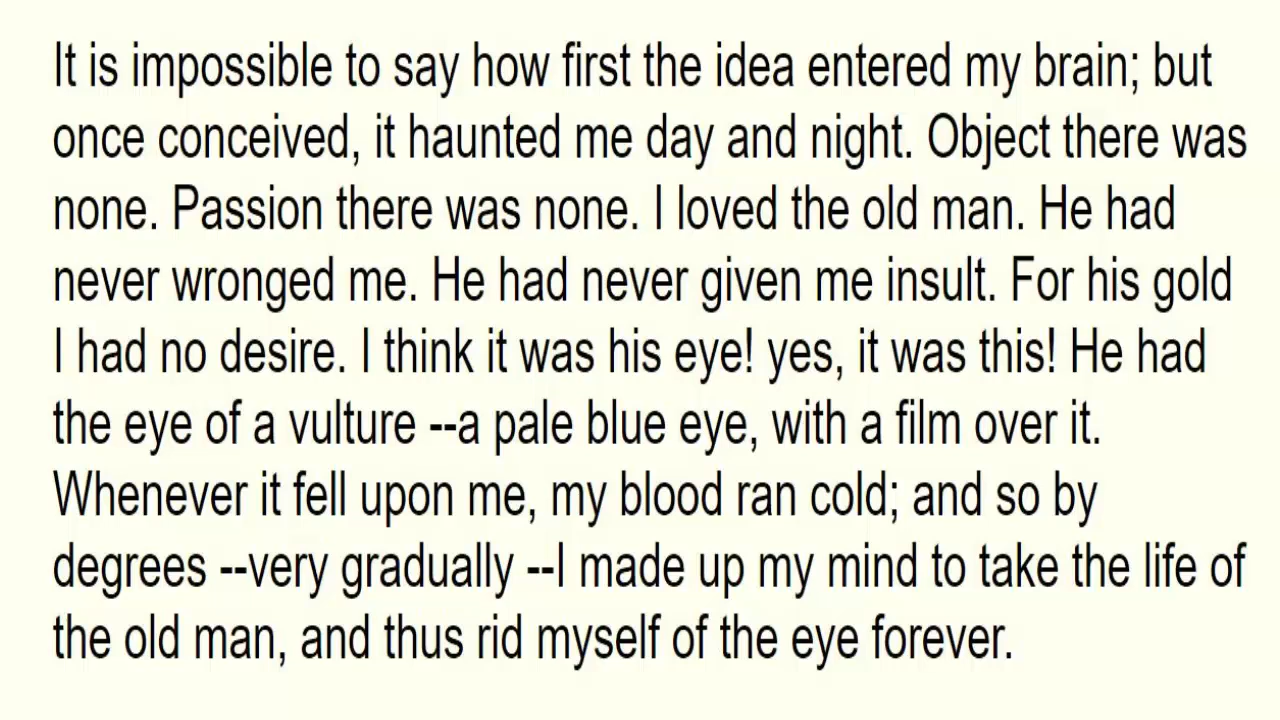 It is impossible to say how first the idea entered my brain; but
once conceived, it haunted me day and night. Object there was
none. Passion there was none. I loved the old man. He had
never wronged me. He had never given me insult. For his gold
I had no desire. I think it was his eye! yes, it was this! He had
the eye of a vulture --a pale blue eye, with a film over it.
Whenever it fell upon me, my blood ran cold; and so by
degrees --very gradually --I made up my mind to take the life of
the old man, and thus rid myself of the eye forever.